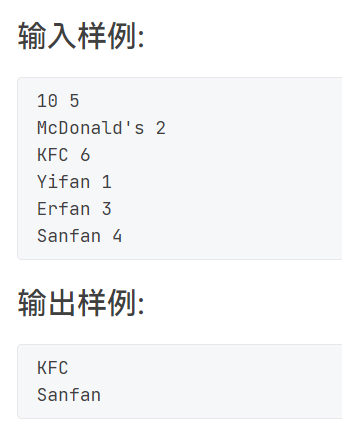 输入样例:
10 5
McDonald's 2
KFC 6
Yifan 1
Erfan 3
Sanfan 4
输出样例:
KFC
Sanfan